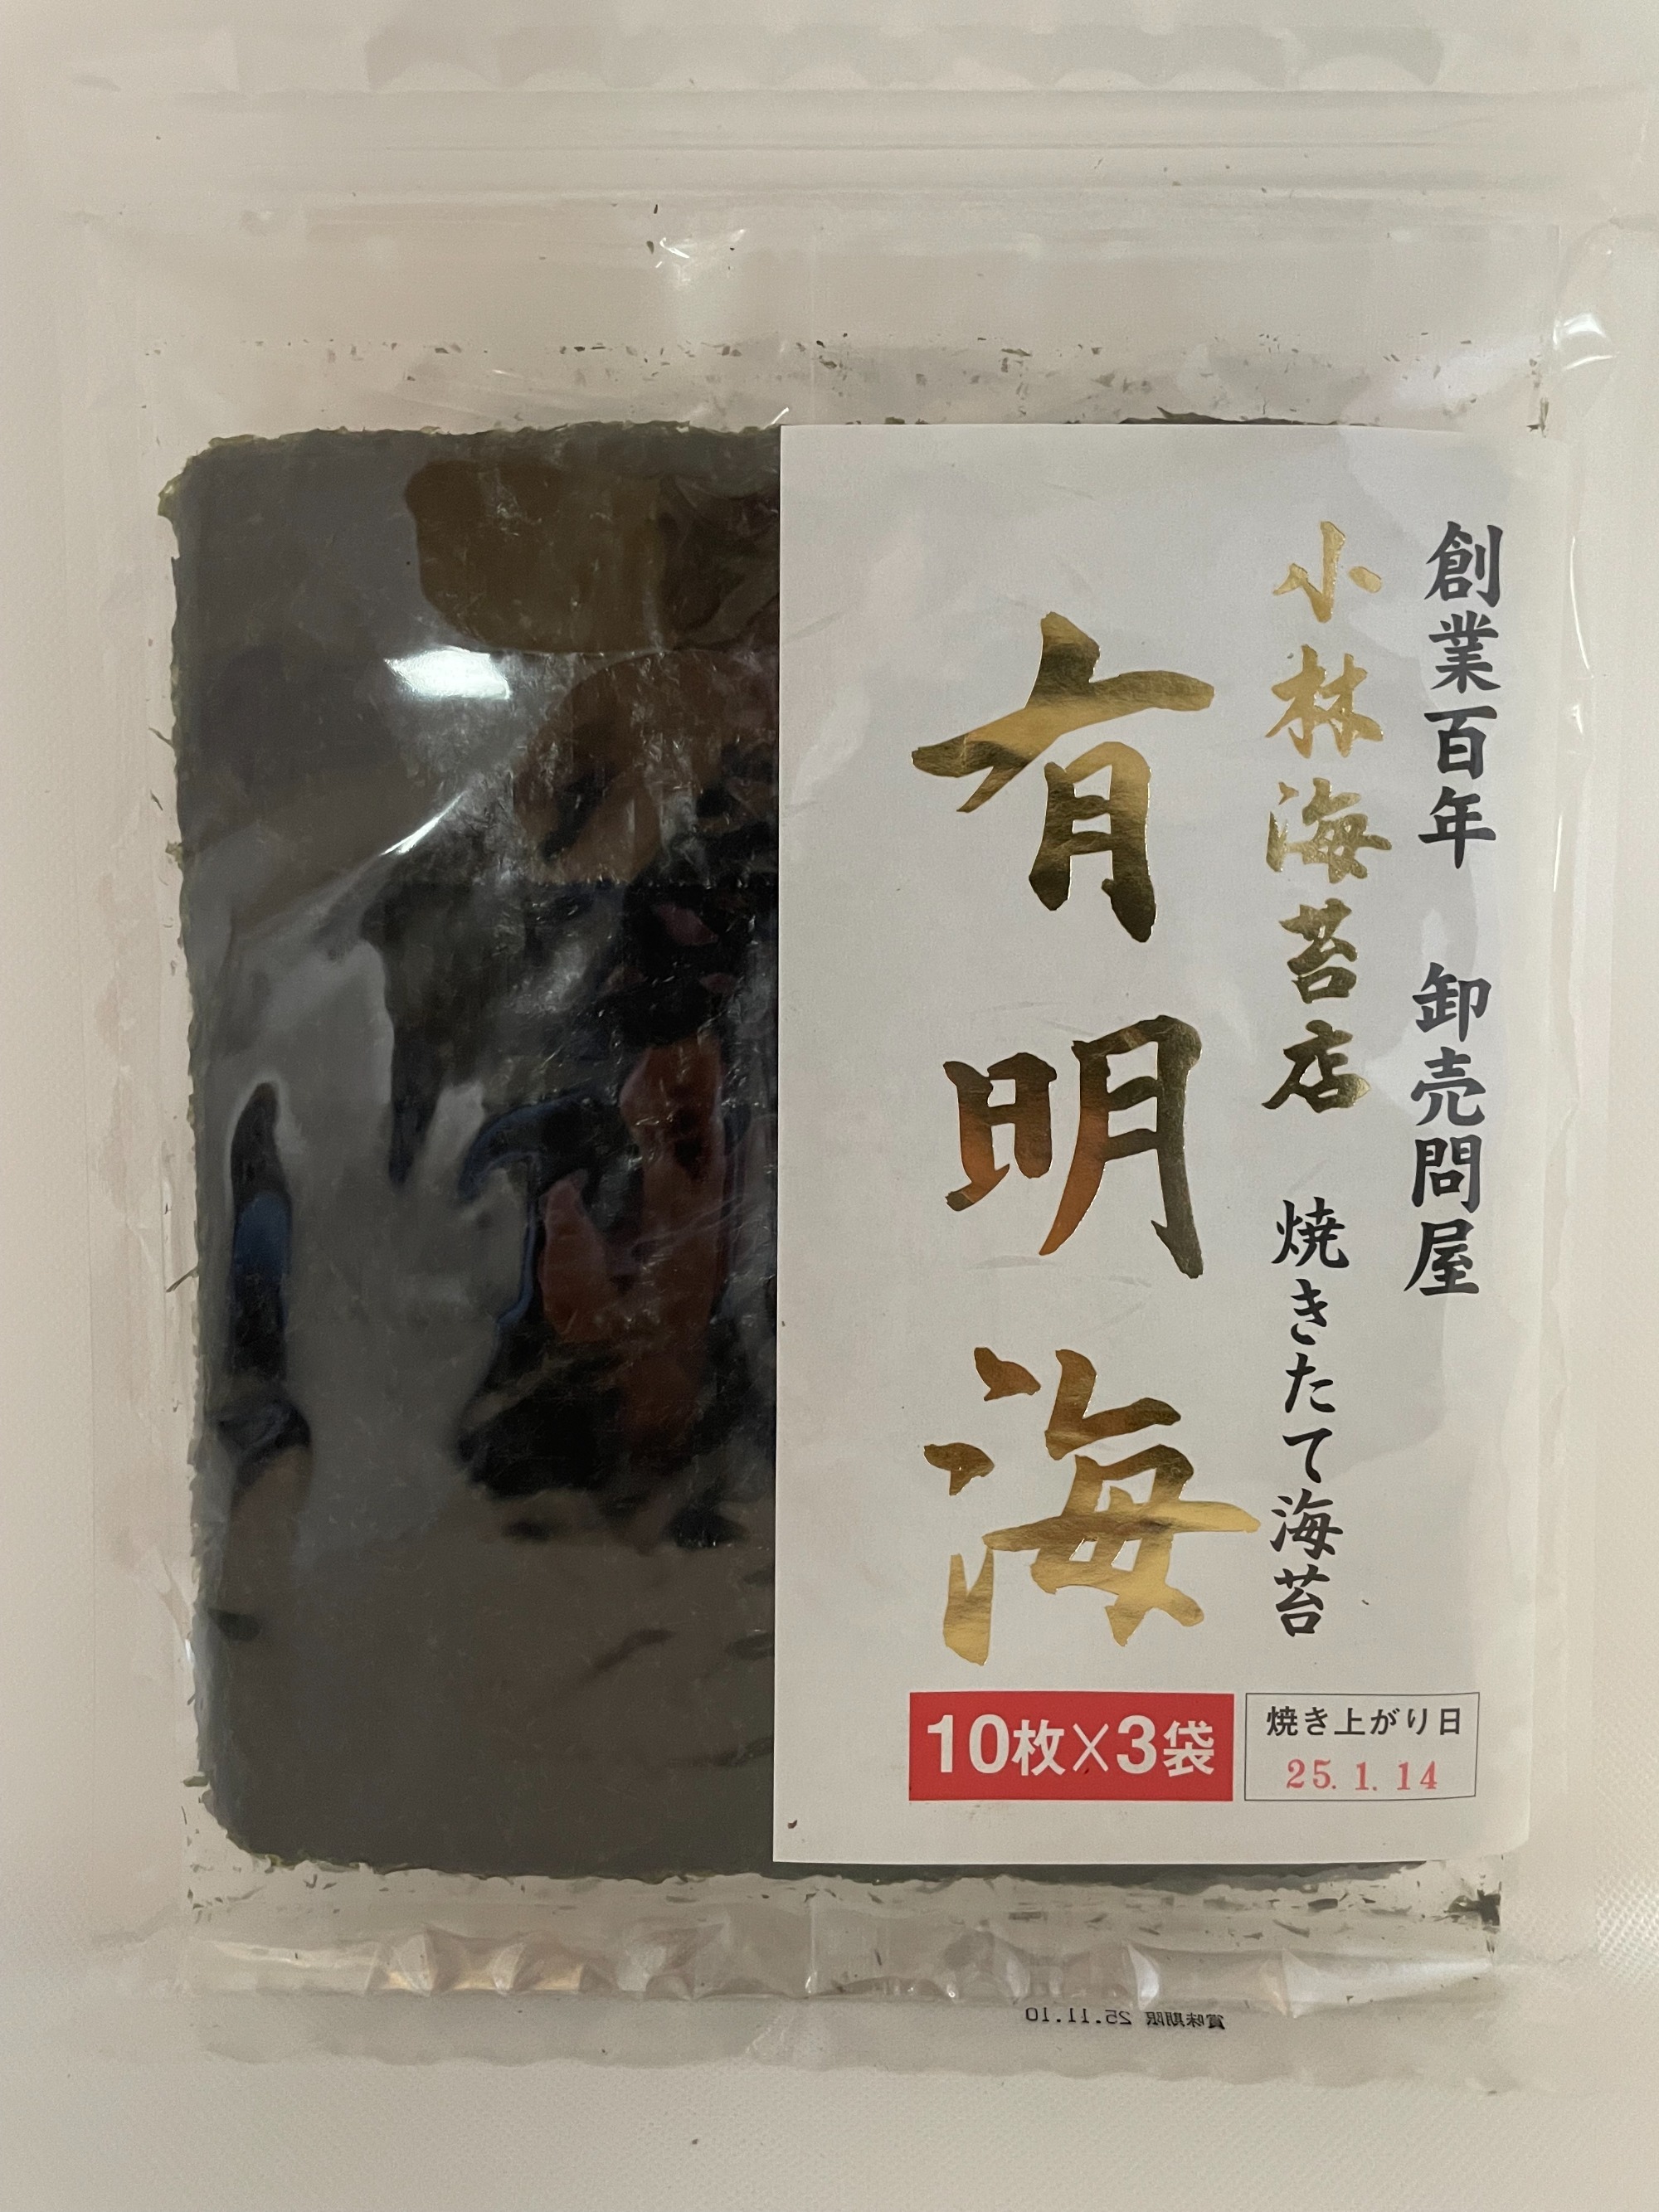 創業百年 卸売問屋
小林海苔店 焼きたて海苔
有明海
10枚×3袋
焼き上がり日
25. 1. 14
賞味期限 25.11.10